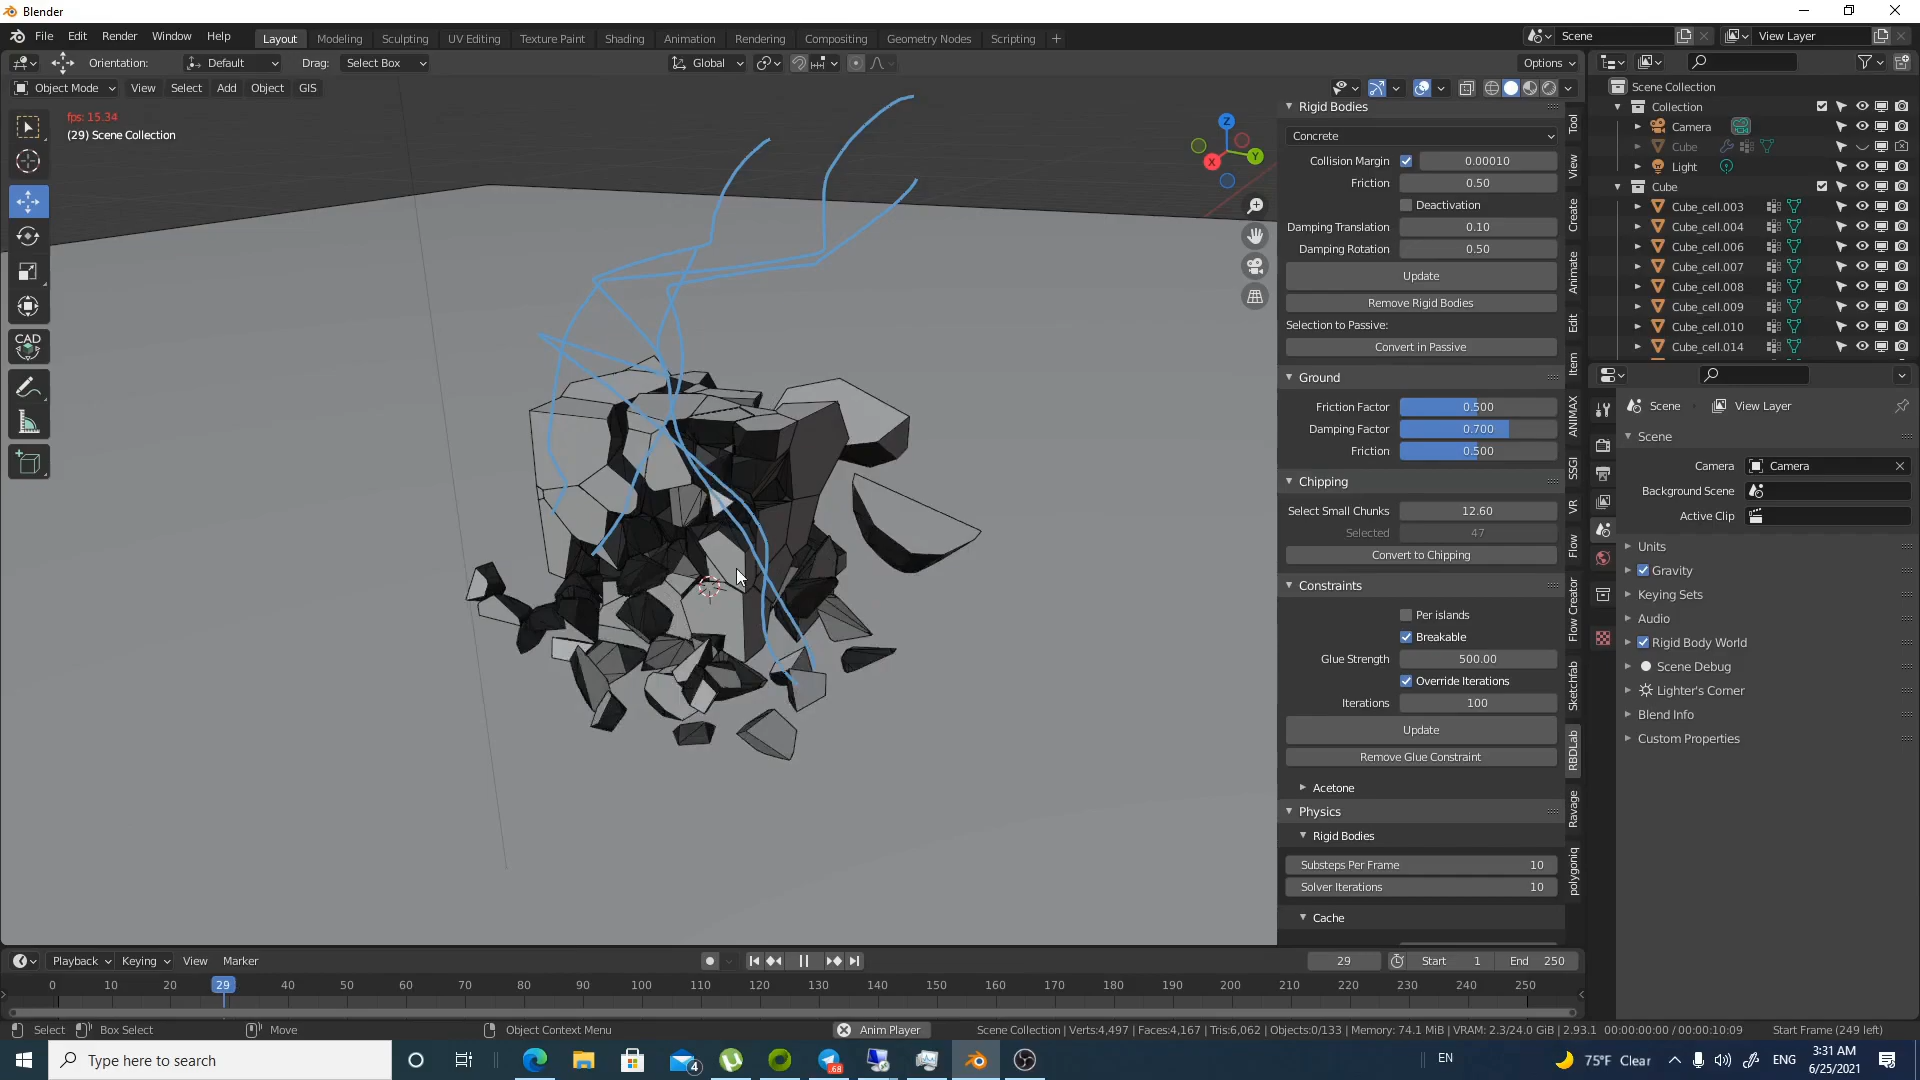 Blender
File Edit Render Window Help
Layout Modeling Sculpting UV Editing Texture Paint Shading Animation Rendering Compositing Geometry Nodes Scripting +
Scene
View Layer
Orientation: Default Drag: Select Box
Global
Options
Object Mode View Select Add Object GIS
fps: 15.34
(29) Scene Collection
CAD
Z
Y
X
Rigid Bodies
Concrete
Collision Margin 0.00010
Friction 0.50
Deactivation
Damping Translation 0.10
Damping Rotation 0.50
Update
Remove Rigid Bodies
Selection to Passive:
Convert in Passive
Ground
Friction Factor 0.500
Damping Factor 0.700
Friction 0.500
Chipping
Select Small Chunks 12.60
Selected 47
Convert to Chipping
Constraints
Per islands
Breakable
Glue Strength 500.00
Override Iterations
Iterations 100
Update
Remove Glue Constraint
Acetone
Physics
Rigid Bodies
Substeps Per Frame 10
Solver Iterations 10
Cache
Tool
View
Create
Animate
Edit
Item
ANIMAX
SSGI
VR
Flow
Flow Creator
Sketchfab
RBDLab
Ravage
polygoniq
Scene Collection
Collection
Camera
Cube
Light
Cube
Cube_cell.003
Cube_cell.004
Cube_cell.006
Cube_cell.007
Cube_cell.008
Cube_cell.009
Cube_cell.010
Cube_cell.014
Scene View Layer
Scene
Camera Camera
Background Scene
Active Clip
Units
Gravity
Keying Sets
Audio
Rigid Body World
Scene Debug
Lighter's Corner
Blend Info
Custom Properties
Playback Keying View Marker
29 Start 1 End 250
0 10 20 29 40 50 60 70 80 90 100 110 120 130 140 150 160 170 180 190 200 210 220 230 240 250
Select Box Select Move Object Context Menu Anim Player Scene Collection | Verts:4,497 | Faces:4,167 | Tris:6,062 | Objects:0/133 | Memory: 74.1 MiB | VRAM: 2.3/24.0 GiB | 2.93.1 00:00:00:00 / 00:00:10:09 Start Frame (249 left)
Type here to search
4
.68
EN
75°F Clear
ENG
3:31 AM
6/25/2021